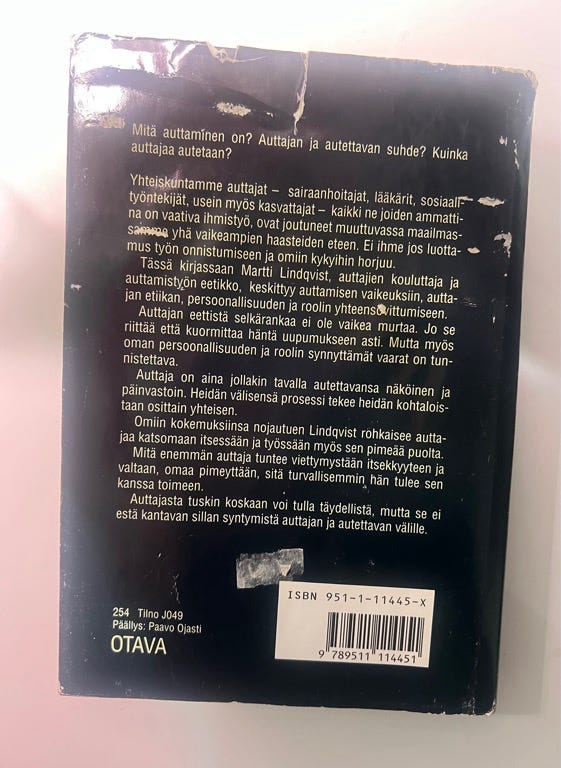 Mitä auttaminen on? Auttajan ja autettavan suhde? Kuinka
auttajaa autetaan?
Yhteiskuntamme auttajat – sairaanhoitajat, lääkärit, sosiaali-
työntekijät, usein myös kasvattajat – kaikki ne joiden ammatti-
na on vaativa ihmistyö, ovat joutuneet muuttuvassa maailmas-
yhä vaikeampien haasteiden eteen. Ei ihme jos luotta-
mus työn onnistumiseen ja omiin kykyihin horjuu.
Tässä kirjassaan Martti Lindqvist, auttajien kouluttaja ja
auttamistyön eetikko, keskittyy auttamisen vaikeuksiin, autta-
jan etiikan, persoonallisuuden ja roolin yhteensovittumiseen.
Auttajan eettistä selkärankaa ei ole vaikea murtaa. Jo se
riittää että kuormittaa häntä uupumukseen asti. Mutta myös
oman persoonallisuuden ja roolin synnyttämät vaarat on tun-
nistettava.
Auttaja on aina jollakin tavalla autettavansa näköinen ja
päinvastoin. Heidän välisensä prosessi tekee heidän kohtalois-
taan osittain yhteisen.
Omiin kokemuksiinsa nojautuen Lindqvist rohkaisee autta-
jaa katsomaan itsessään ja työssään myös sen pimeää puolta.
Mitä enemmän auttaja tuntee viettymystään itsekkyyteen ja
valtaan, omaa pimeyttään, sitä turvallisemmin hän tulee sen
kanssa toimeen.
Auttajasta tuskin koskaan voi tulla täydellistä, mutta se ei
estä kantavan sillan syntymistä auttajan ja autettavan välille.
254 Tilno J049
Päällys: Paavo Ojasti
OTAVA
ISBN 951-1-11445-X
9 789511 114451